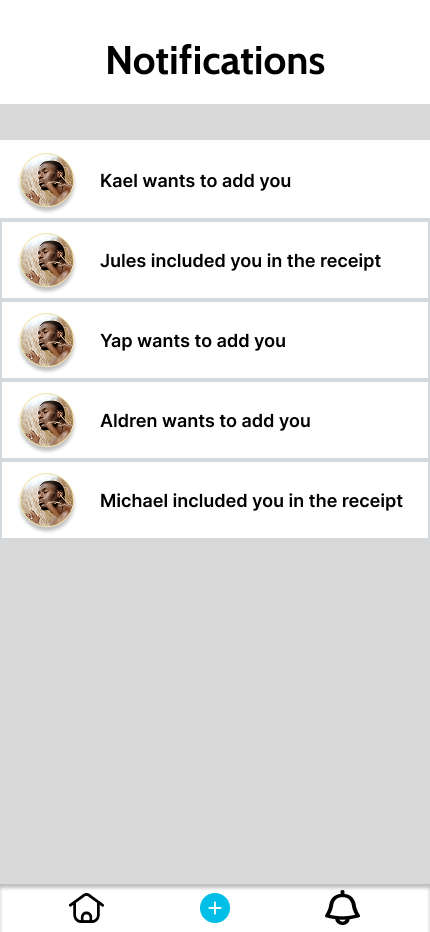 Notifications
Kael wants to add you
Jules included you in the receipt
Yap wants to add you
Aldren wants to add you
Michael included you in the receipt